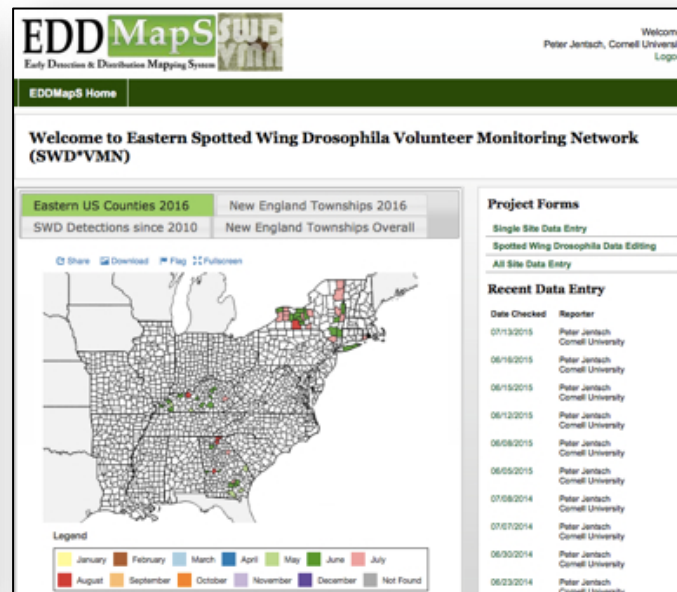 EDDMapS SWD VMN
Early Detection & Distribution Mapping System
Welcom
Peter Jentsch, Cornell Universi
Logo
EDDMapS Home
Welcome to Eastern Spotted Wing Drosophila Volunteer Monitoring Network
(SWD*VMN)
Eastern US Counties 2016
New England Townships 2016
SWD Detections since 2010
New England Townships Overall
Share Download Flag Fullscreen
Legend
January February March April May June July
August September October November December Not Found
Project Forms
Single Site Data Entry
Spotted Wing Drosophila Data Editing
All Site Data Entry
Recent Data Entry
Date Checked Reporter
07/13/2015 Peter Jentsch
Cornell University
06/16/2015 Peter Jentsch
Cornell University
06/15/2015 Peter Jentsch
Cornell University
06/12/2015 Peter Jentsch
Cornell University
06/08/2015 Peter Jentsch
Cornell University
06/05/2015 Peter Jentsch
Cornell University
07/08/2014 Peter Jentsch
Cornell University
07/07/2014 Peter Jentsch
Cornell University
06/30/2014 Peter Jentsch
Cornell University
06/23/2014 Peter Jentsch
Cornell University